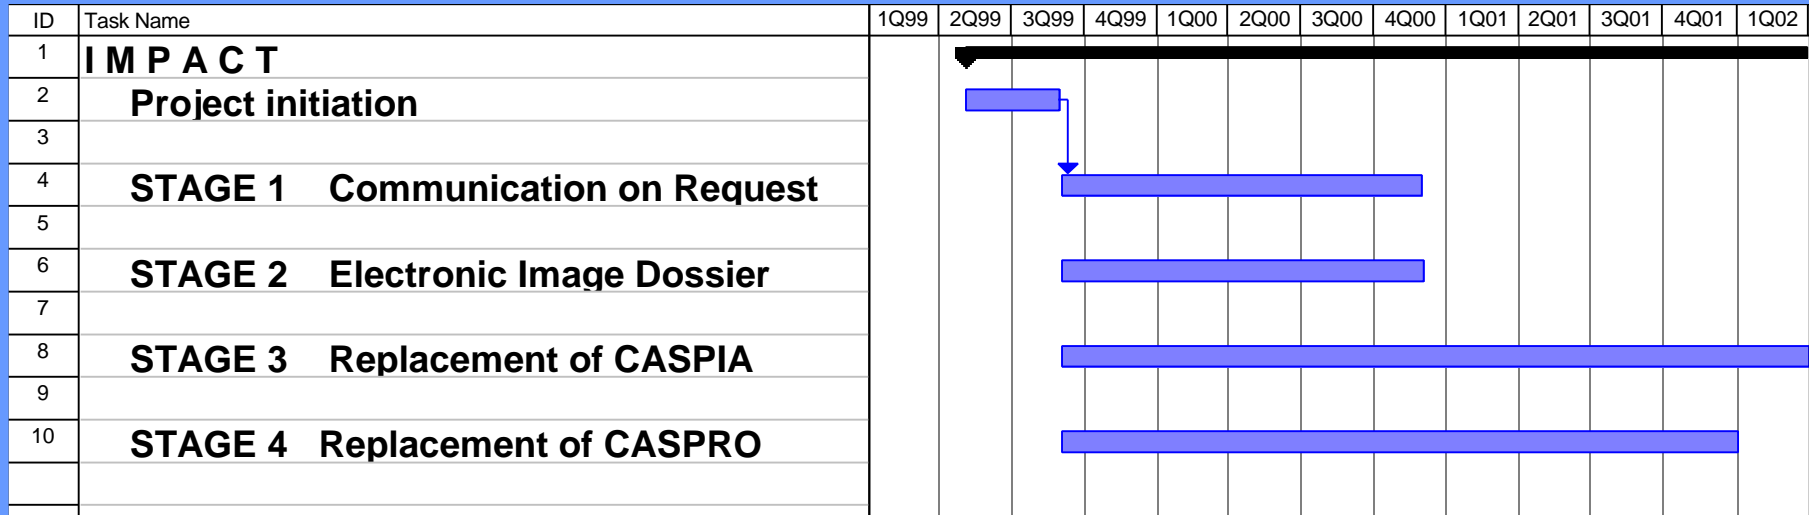 ID Task Name 1Q99 2Q99 3Q99 4Q99 1Q00 2Q00 3Q00 4Q00 1Q01 2Q01 3Q01 4Q01 1Q02
1 I M P A C T
2 Project initiation
3
4 STAGE 1 Communication on Request
5
6 STAGE 2 Electronic Image Dossier
7
8 STAGE 3 Replacement of CASPIA
9
10 STAGE 4 Replacement of CASPRO